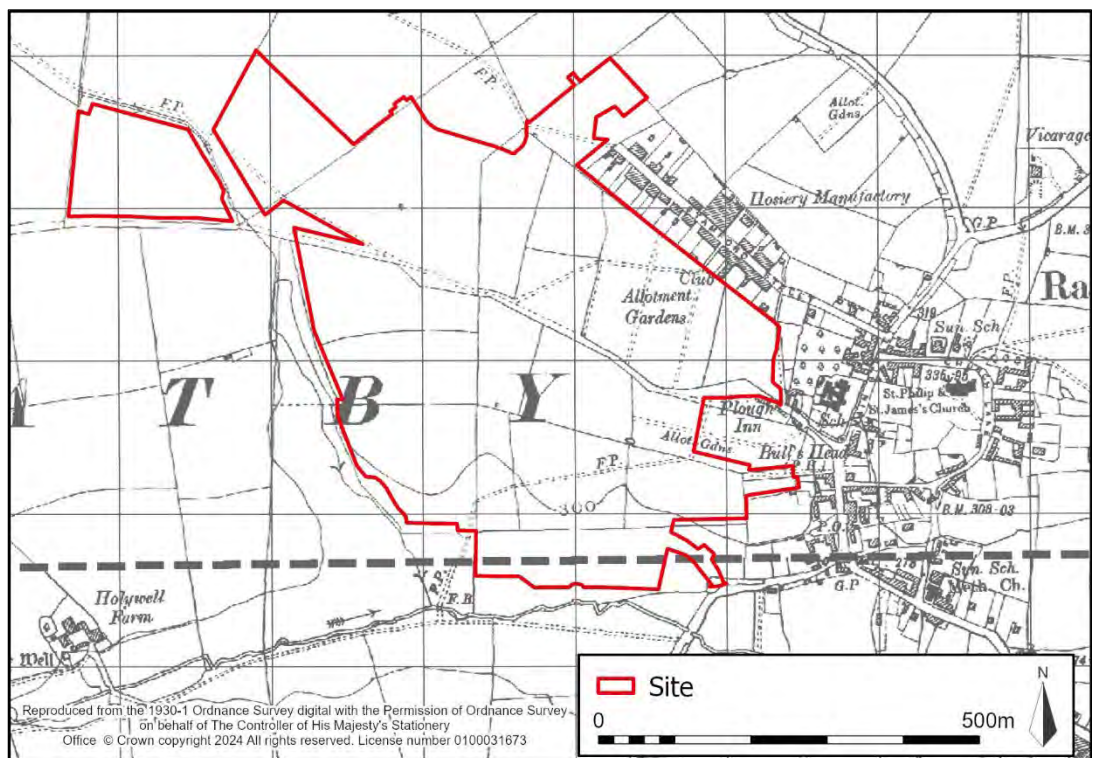 F.P.
F.P.
Allot.
Gdns
Vicarage
Hosiery Manufactory
G.P
B.M. 3
F.P.
Club
Allotment
Gardens
Ra
319
Sun. Sch.
336·95
T B Y
St. Philip &
St. James's Church
Plough
Inn
Sch.
Allot. Gdns
Bull's Head
F.P.
300
B.M. 308·03
P.O.
Sun. Sch.
Meth. Ch.
G.P
F.P.
F.B.
Holywell
Farm
Well
Site
N
0
500m
Reproduced from the 1930-1 Ordnance Survey digital with the Permission of Ordnance Survey
on behalf of The Controller of His Majesty's Stationery
Office © Crown copyright 2024 All rights reserved. License number 0100031673